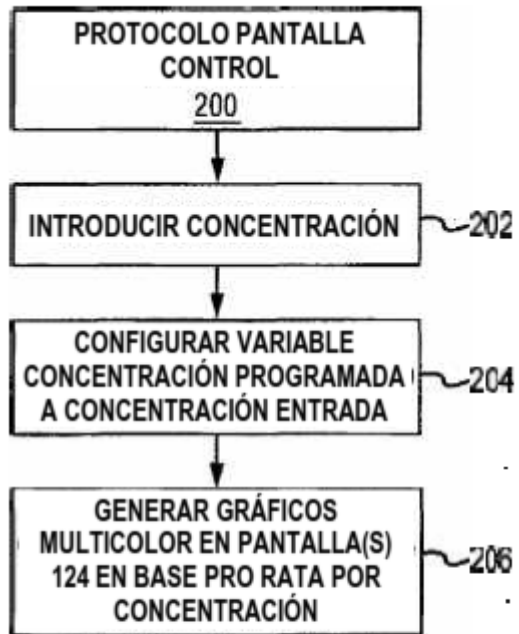 PROTOCOLO PANTALLA
CONTROL
200
INTRODUCIR CONCENTRACIÓN
202
CONFIGURAR VARIABLE
CONCENTRACIÓN PROGRAMADA
A CONCENTRACIÓN ENTRADA
204
GENERAR GRÁFICOS
MULTICOLOR EN PANTALLA(S)
124 EN BASE PRO RATA POR
CONCENTRACIÓN
206